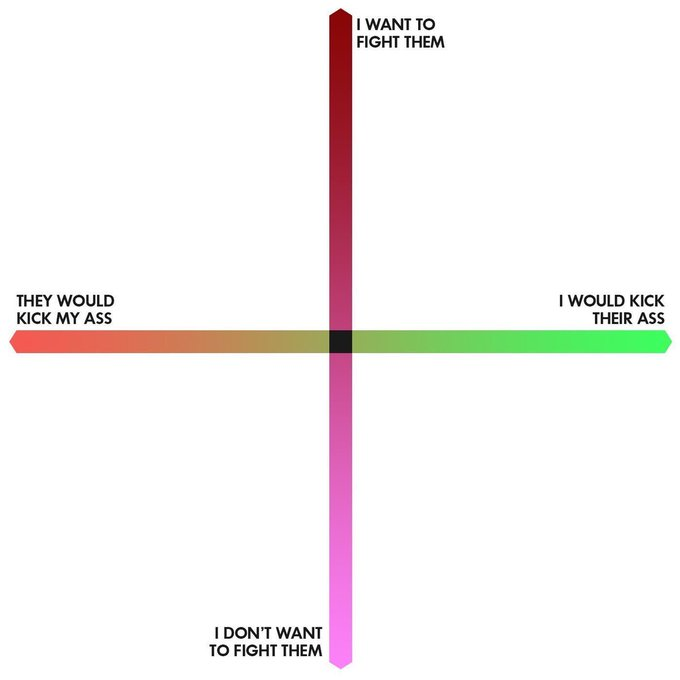 I WANT TO
FIGHT THEM
THEY WOULD
KICK MY ASS
I WOULD KICK
THEIR ASS
I DON’T WANT
TO FIGHT THEM